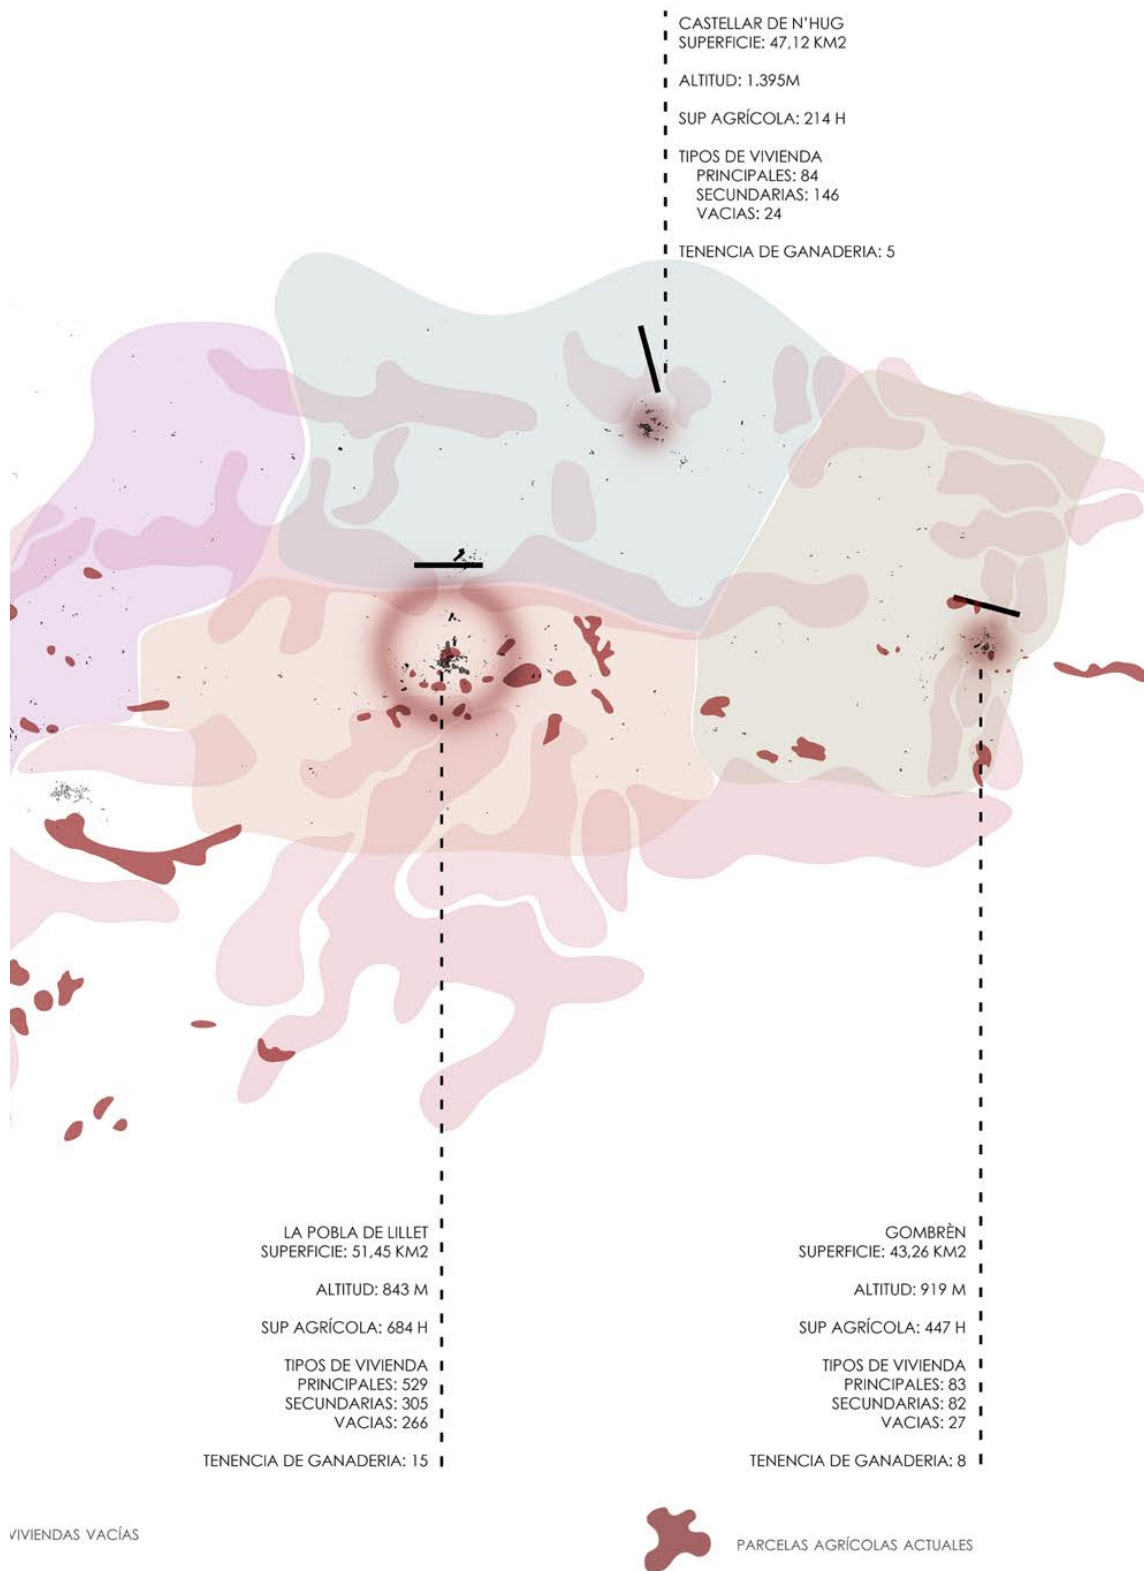 CASTELLAR DE N'HUG
SUPERFICIE: 47,12 KM2
ALTITUD: 1.395M
SUP AGRÍCOLA: 214 H
TIPOS DE VIVIENDA
PRINCIPALES: 84
SECUNDARIAS: 146
VACIAS: 24
TENENCIA DE GANADERIA: 5
LA POBLA DE LILLET
SUPERFICIE: 51,45 KM2
ALTITUD: 843 M
SUP AGRÍCOLA: 684 H
TIPOS DE VIVIENDA
PRINCIPALES: 529
SECUNDARIAS: 305
VACIAS: 266
TENENCIA DE GANADERIA: 15
GOMBRÈN
SUPERFICIE: 43,26 KM2
ALTITUD: 919 M
SUP AGRÍCOLA: 447 H
TIPOS DE VIVIENDA
PRINCIPALES: 83
SECUNDARIAS: 82
VACIAS: 27
TENENCIA DE GANADERIA: 8
VIVIENDAS VACÍAS
PARCELAS AGRÍCOLAS ACTUALES